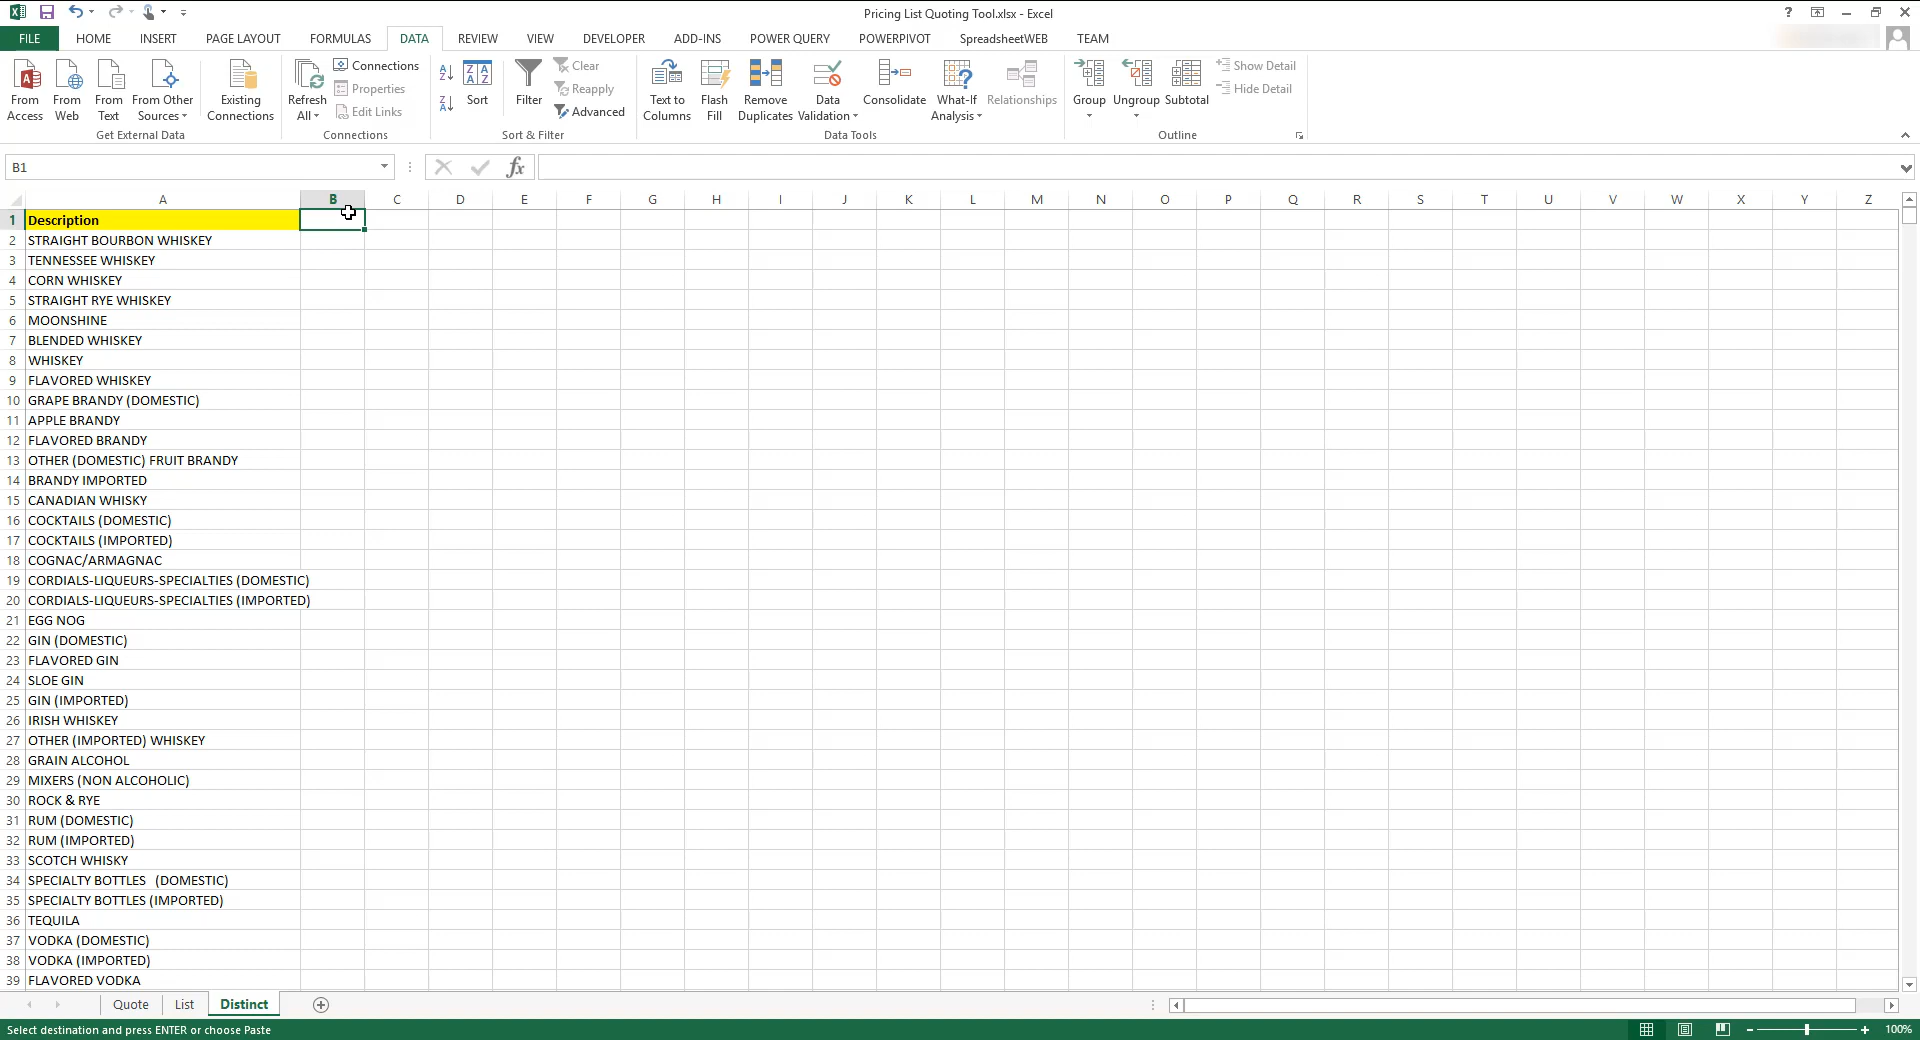 Pricing List Quoting Tool.xlsx - Excel
FILE HOME INSERT PAGE LAYOUT FORMULAS DATA REVIEW VIEW DEVELOPER ADD-INS POWER QUERY POWERPIVOT SpreadsheetWEB TEAM
From Access
From Web
From Text
From Other Sources
Existing Connections
Get External Data
Refresh All
Connections
Properties
Edit Links
Connections
Sort
Filter
Clear
Reapply
Advanced
Sort & Filter
Text to Columns
Flash Fill
Remove Duplicates
Data Validation
Consolidate
What-If Analysis
Relationships
Data Tools
Group
Ungroup
Subtotal
Show Detail
Hide Detail
Outline
B1
fx
A B C D E F G H I J K L M N O P Q R S T U V W X Y Z
1 Description
2 STRAIGHT BOURBON WHISKEY
3 TENNESSEE WHISKEY
4 CORN WHISKEY
5 STRAIGHT RYE WHISKEY
6 MOONSHINE
7 BLENDED WHISKEY
8 WHISKEY
9 FLAVORED WHISKEY
10 GRAPE BRANDY (DOMESTIC)
11 APPLE BRANDY
12 FLAVORED BRANDY
13 OTHER (DOMESTIC) FRUIT BRANDY
14 BRANDY IMPORTED
15 CANADIAN WHISKY
16 COCKTAILS (DOMESTIC)
17 COCKTAILS (IMPORTED)
18 COGNAC/ARMAGNAC
19 CORDIALS-LIQUEURS-SPECIALTIES (DOMESTIC)
20 CORDIALS-LIQUEURS-SPECIALTIES (IMPORTED)
21 EGG NOG
22 GIN (DOMESTIC)
23 FLAVORED GIN
24 SLOE GIN
25 GIN (IMPORTED)
26 IRISH WHISKEY
27 OTHER (IMPORTED) WHISKEY
28 GRAIN ALCOHOL
29 MIXERS (NON ALCOHOLIC)
30 ROCK & RYE
31 RUM (DOMESTIC)
32 RUM (IMPORTED)
33 SCOTCH WHISKY
34 SPECIALTY BOTTLES   (DOMESTIC)
35 SPECIALTY BOTTLES (IMPORTED)
36 TEQUILA
37 VODKA (DOMESTIC)
38 VODKA (IMPORTED)
39 FLAVORED VODKA
Quote List Distinct
Select destination and press ENTER or choose Paste
100%